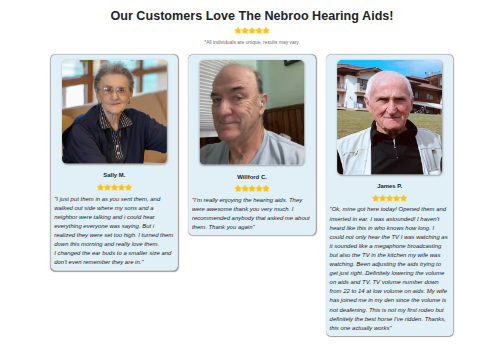 Our Customers Love The Nebroo Hearing Aids!
*All individuals are unique, results may vary.
Sally M.
"I just put them in as you sent them, and
walked out side where my sons and a
neighbor were talking and i could hear
everything everyone was saying. But i
realized they were set too high. I turned them
down this morning and really love them.
I changed the ear buds to a smaller size and
don't even remember they are in."
Willford C.
"I'm really enjoying the hearing aids. They
were awesome thank you very much. I
recommended anybody that asked me about
them. Thank you again"
James P.
"Ok, mine got here today! Opened them and
inserted in ear. I was astounded! I haven't
heard like this in who knows how long. I
could not only hear the TV I was watching as
it sounded like a megaphone broadcasting
but also the TV in the kitchen my wife was
watching. Been adjusting the aids trying to
get just right. Definitely lowering the volume
on aids and TV. TV volume number down
from 22 to 14 at low volume on aids. My wife
has joined me in my den since the volume is
not deafening. This is not my first rodeo but
definitely the best horse I've ridden. Thanks,
this one actually works"